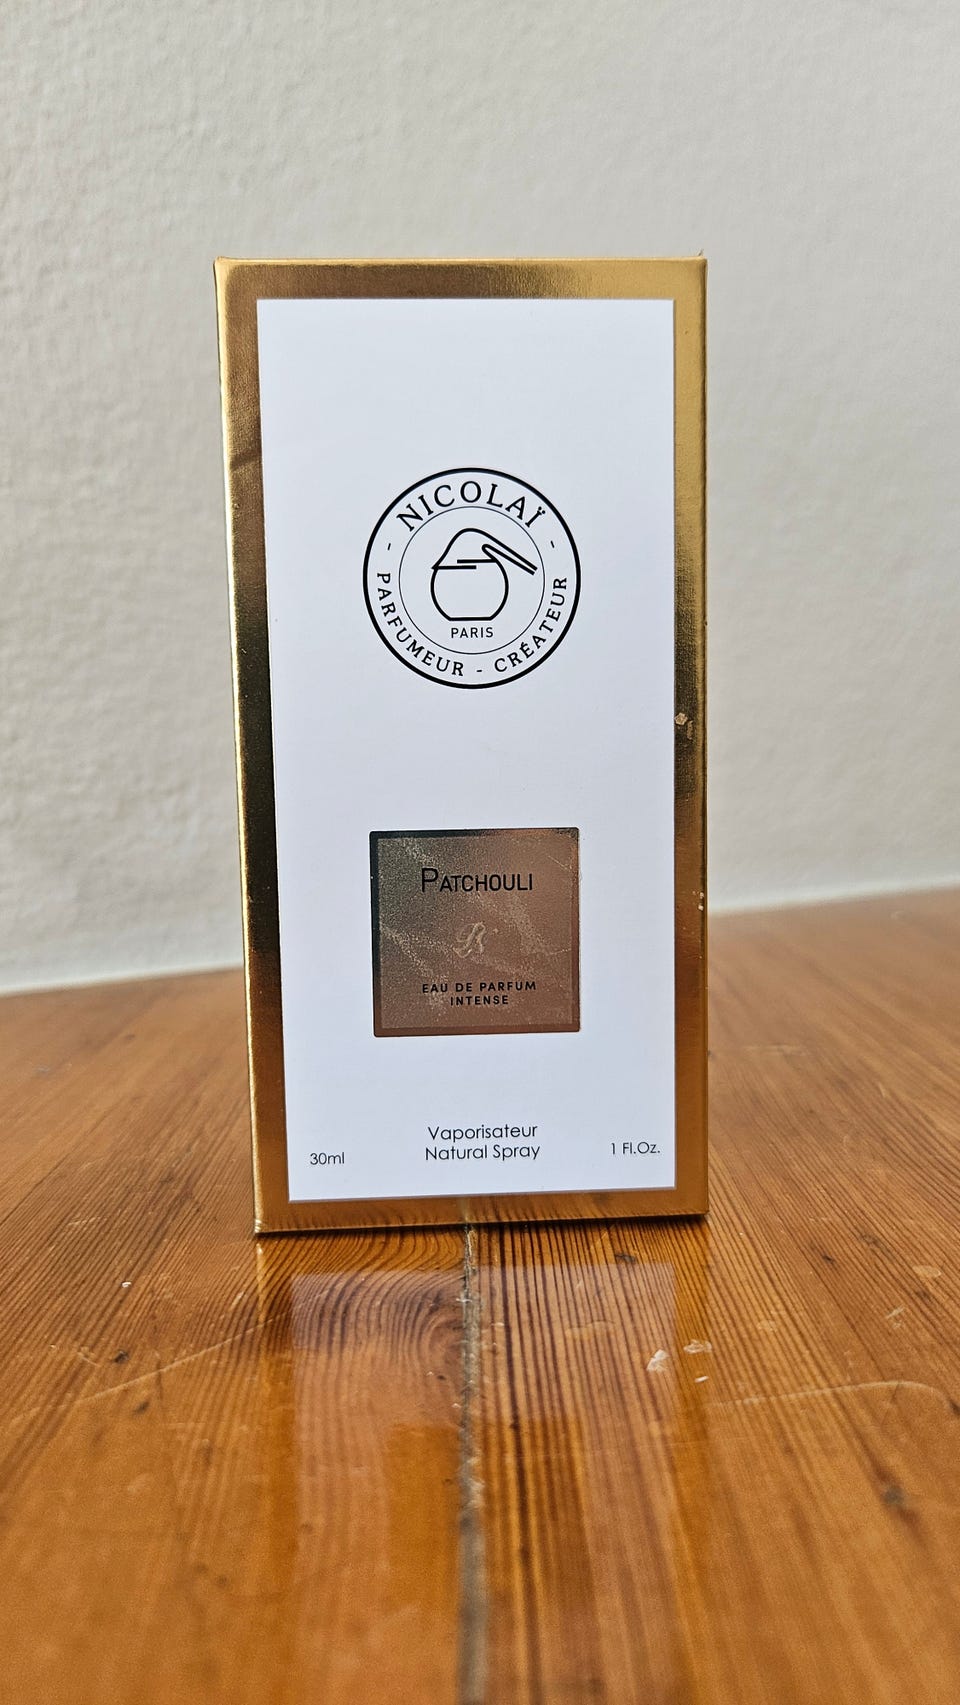 NICOLAÏ
PARFUMEUR - CRÉATEUR
PARIS
PATCHOULI
EAU DE PARFUM
INTENSE
Vaporisateur
Natural Spray
30ml
1 Fl.Oz.